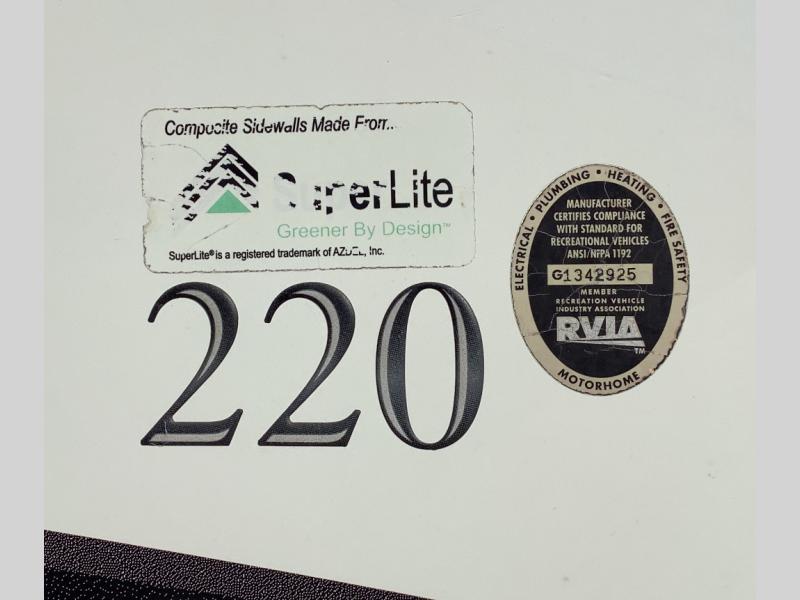 Composite Sidewalls Made From...
SuperLite
Greener By Design™
SuperLite® is a registered trademark of AZDEL, Inc.
220
ELECTRICAL • PLUMBING • HEATING • FIRE SAFETY
MANUFACTURER
CERTIFIES COMPLIANCE
WITH STANDARD FOR
RECREATIONAL VEHICLES
ANSI/NFPA 1192
G1342925
MEMBER
RECREATION VEHICLE
INDUSTRY ASSOCIATION
RVIA
TM
MOTORHOME